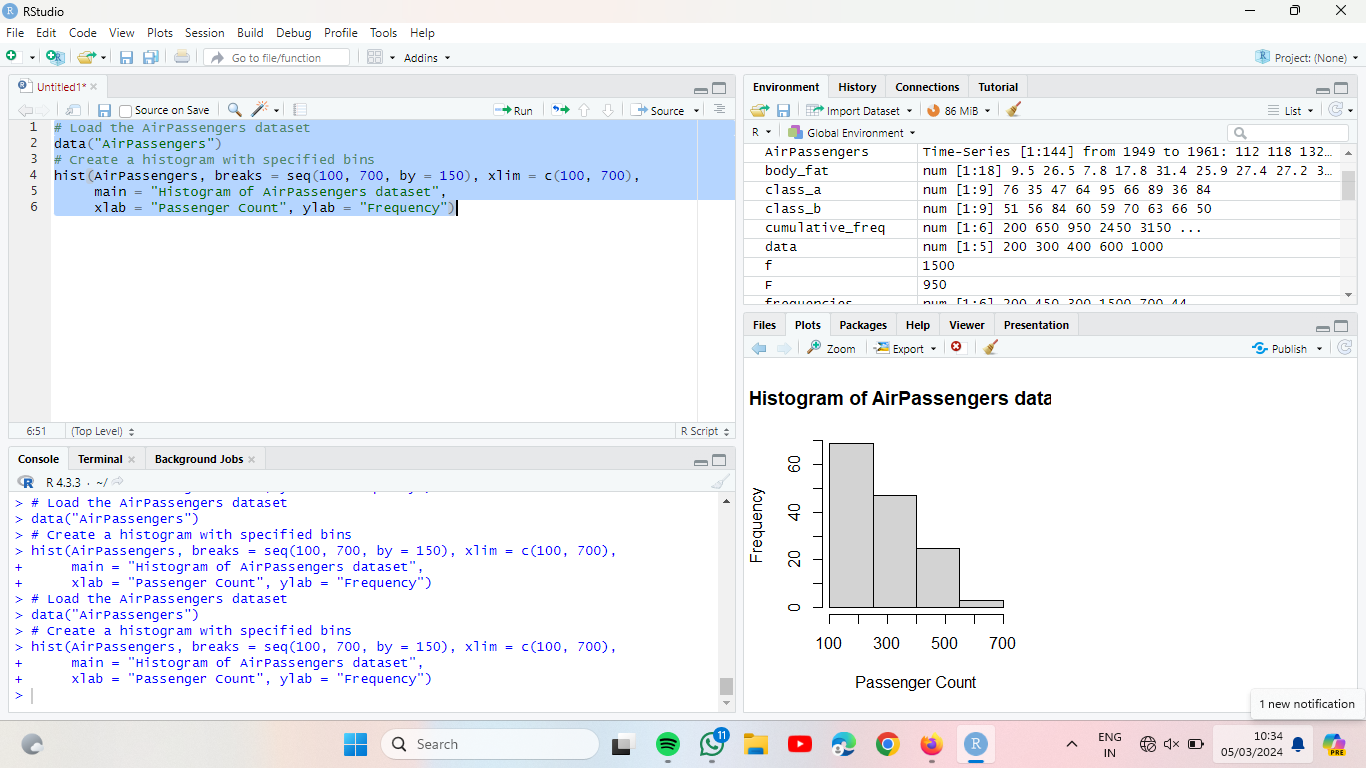 RStudio
File Edit Code View Plots Session Build Debug Profile Tools Help
Go to file/function Addins Project: (None)
Untitled1*
Source on Save Run Source
1 # Load the AirPassengers dataset
2 data("AirPassengers")
3 # Create a histogram with specified bins
4 hist(AirPassengers, breaks = seq(100, 700, by = 150), xlim = c(100, 700),
5 main = "Histogram of AirPassengers dataset",
6 xlab = "Passenger Count", ylab = "Frequency")
6:51 (Top Level) R Script
Console Terminal Background Jobs
R R 4.3.3 · ~/
> # Load the AirPassengers dataset
> data("AirPassengers")
> # Create a histogram with specified bins
> hist(AirPassengers, breaks = seq(100, 700, by = 150), xlim = c(100, 700),
+ main = "Histogram of AirPassengers dataset",
+ xlab = "Passenger Count", ylab = "Frequency")
> # Load the AirPassengers dataset
> data("AirPassengers")
> # Create a histogram with specified bins
> hist(AirPassengers, breaks = seq(100, 700, by = 150), xlim = c(100, 700),
+ main = "Histogram of AirPassengers dataset",
+ xlab = "Passenger Count", ylab = "Frequency")
>
Environment History Connections Tutorial
Import Dataset 86 MiB List
R Global Environment
AirPassengers Time-Series [1:144] from 1949 to 1961: 112 118 132...
body_fat num [1:18] 9.5 26.5 7.8 17.8 31.4 25.9 27.4 27.2 3...
class_a num [1:9] 76 35 47 64 95 66 89 36 84
class_b num [1:9] 51 56 84 60 59 70 63 66 50
cumulative_freq num [1:6] 200 650 950 2450 3150 ...
data num [1:5] 200 300 400 600 1000
f 1500
F 950
frequencies num [1:6] 200 450 300 1500 700 44
Files Plots Packages Help Viewer Presentation
Zoom Export Publish
Histogram of AirPassengers data
Frequency
60
40
20
0
100 300 500 700
Passenger Count
1 new notification
Search
11
ENG
IN
10:34
05/03/2024
PRE